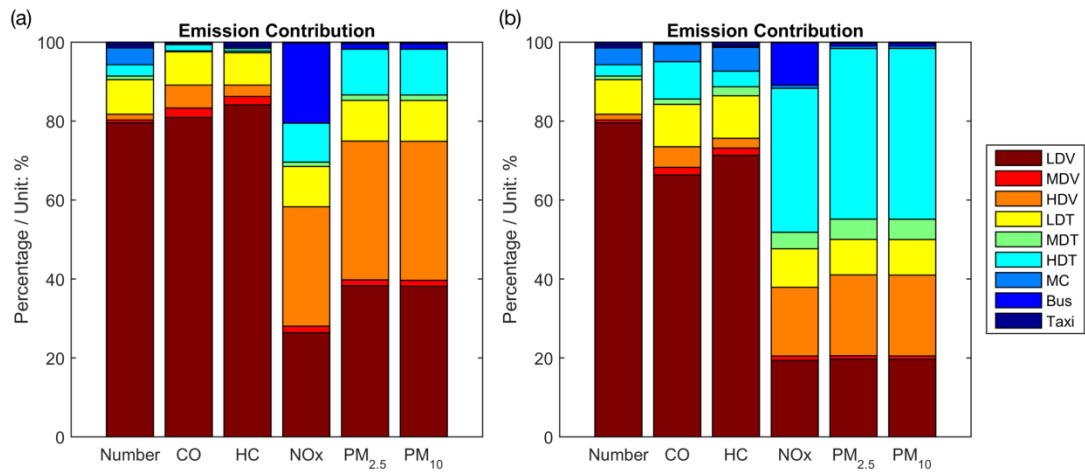 (a)
Emission Contribution
Percentage / Unit: %
100
80
60
40
20
0
Number CO HC NOx PM2.5 PM10
(b)
Emission Contribution
Percentage / Unit: %
100
80
60
40
20
0
Number CO HC NOx PM2.5 PM10
LDV
MDV
HDV
LDT
MDT
HDT
MC
Bus
Taxi